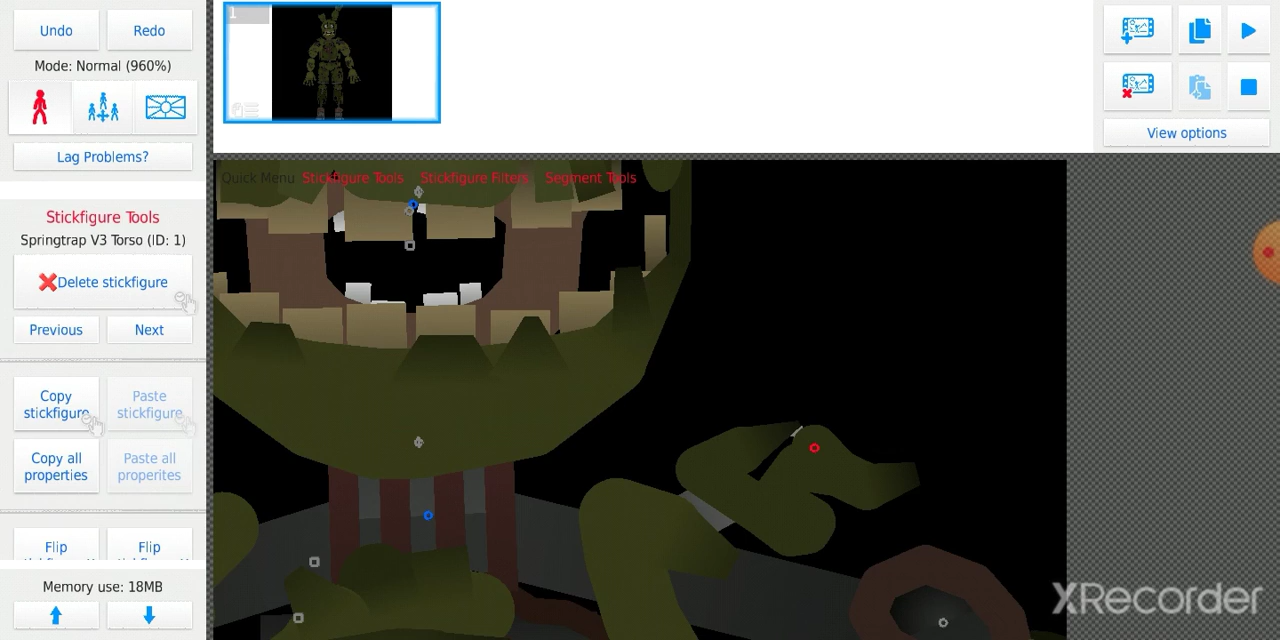 Undo Redo
Mode: Normal (960%)
Lag Problems?
Stickfigure Tools
Springtrap V3 Torso (ID: 1)
❌Delete stickfigure
Previous Next
Copy stickfigure
Paste stickfigure
Copy all properties
Paste all properites
Flip
Flip
Memory use: 18MB
1
View options
Quick Menu Stickfigure Tools Stickfigure Filters Segment Tools
XRecorder